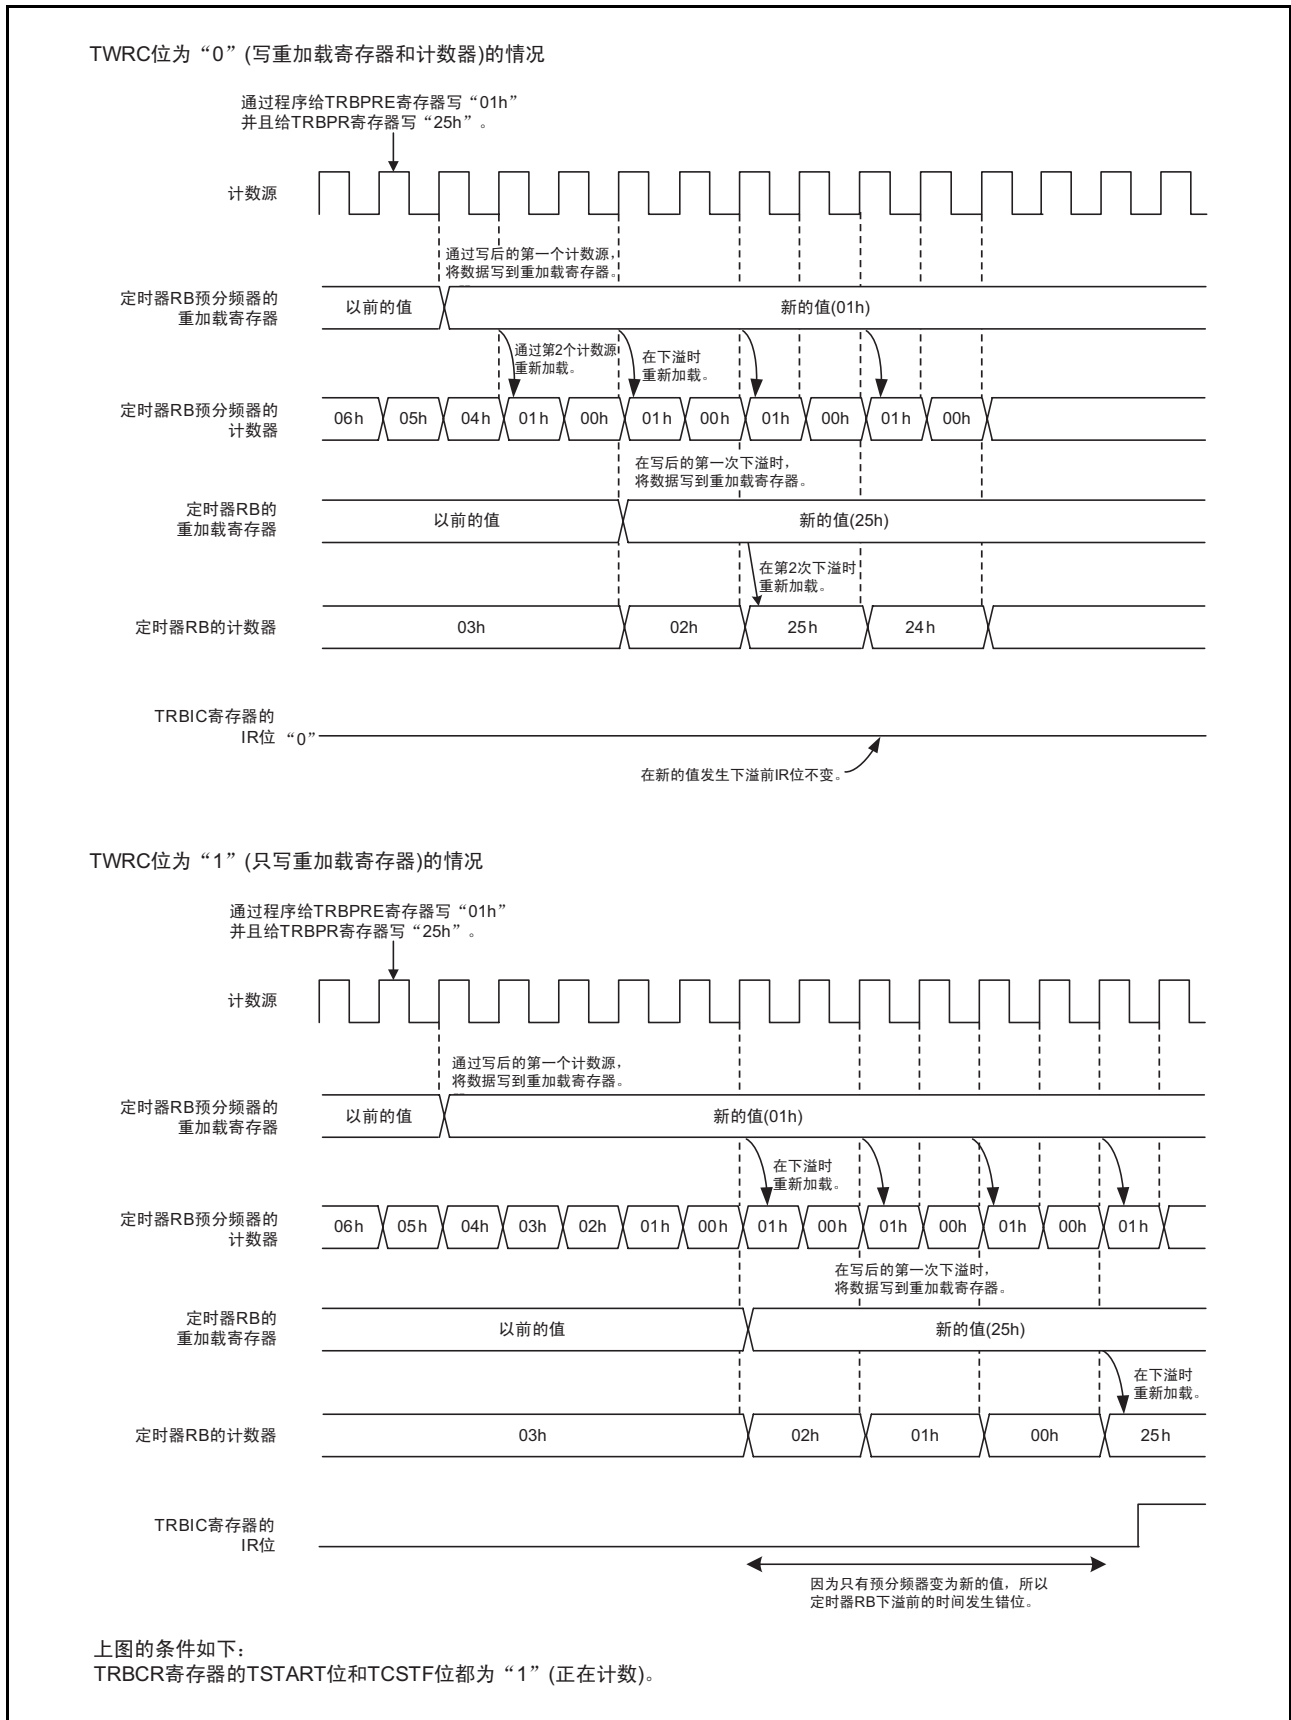 TWRC位为“0”(写重加载寄存器和计数器)的情况
通过程序给TRBPRE寄存器写“01h”
并且给TRBPR寄存器写“25h”。
计数源
通过写后的第一个计数源，
将数据写到重加载寄存器。
定时器RB预分频器的
重加载寄存器
以前的值
新的值(01h)
通过第2个计数源
重新加载。
在下溢时
重新加载。
定时器RB预分频器的
计数器
06h 05h 04h 01h 00h 01h 00h 01h 00h 01h 00h
在写后的第一次下溢时，
将数据写到重加载寄存器。
定时器RB的
重加载寄存器
以前的值
新的值(25h)
在第2次下溢时
重新加载。
定时器RB的计数器
03h 02h 25h 24h
TRBIC寄存器的
IR位 “0”
在新的值发生下溢前IR位不变。
TWRC位为“1”(只写重加载寄存器)的情况
通过程序给TRBPRE寄存器写“01h”
并且给TRBPR寄存器写“25h”。
计数源
通过写后的第一个计数源，
将数据写到重加载寄存器。
定时器RB预分频器的
重加载寄存器
以前的值
新的值(01h)
在下溢时
重新加载。
定时器RB预分频器的
计数器
06h 05h 04h 03h 02h 01h 00h 01h 00h 01h 00h 01h 00h 01h
在写后的第一次下溢时，
将数据写到重加载寄存器。
定时器RB的
重加载寄存器
以前的值
新的值(25h)
在下溢时
重新加载。
定时器RB的计数器
03h 02h 01h 00h 25h
TRBIC寄存器的
IR位
因为只有预分频器变为新的值，所以
定时器RB下溢前的时间发生错位。
上图的条件如下：
TRBCR寄存器的TSTART位和TCSTF位都为“1”(正在计数)。